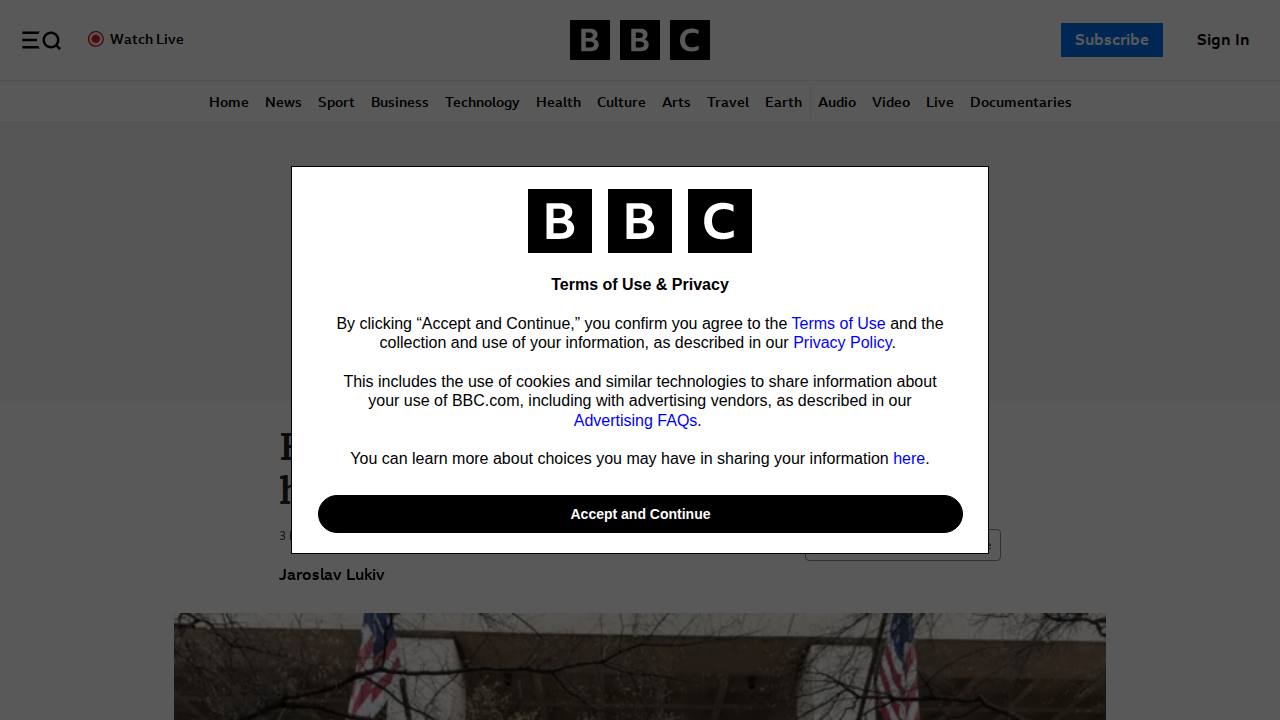 Watch Live
BBC
Subscribe
Sign In
Home News Sport Business Technology Health Culture Arts Travel Earth Audio Video Live Documentaries
BBC
Terms of Use & Privacy
By clicking “Accept and Continue,” you confirm you agree to the Terms of Use and the
collection and use of your information, as described in our Privacy Policy.
This includes the use of cookies and similar technologies to share information about
your use of BBC.com, including with advertising vendors, as described in our
Advertising FAQs.
You can learn more about choices you may have in sharing your information here.
Accept and Continue
3
Jaroslav Lukiv